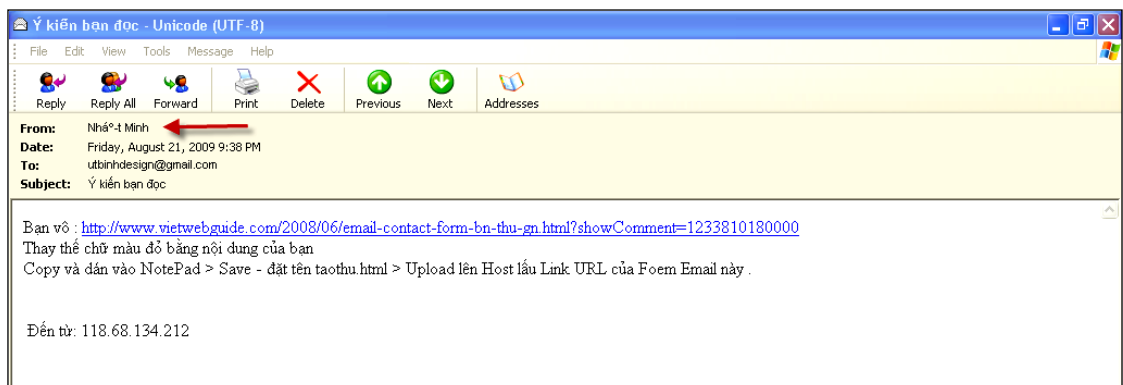 Ý kiến bạn đọc - Unicode (UTF-8)
File Edit View Tools Message Help
Reply Reply All Forward Print Delete Previous Next Addresses
From: Nháº-t Minh
Date: Friday, August 21, 2009 9:38 PM
To: utbinhdesign@gmail.com
Subject: Ý kiến bạn đọc
Bạn vô : http://www.vietwebguide.com/2008/06/email-contact-form-bn-thu-gn.html?showComment=1233810180000
Thay thế chữ màu đỏ bằng nội dung của bạn
Copy và dán vào NotePad > Save - đặt tên taothu.html > Upload lên Host lấu Link URL của Foem Email này .
Đến từ: 118.68.134.212